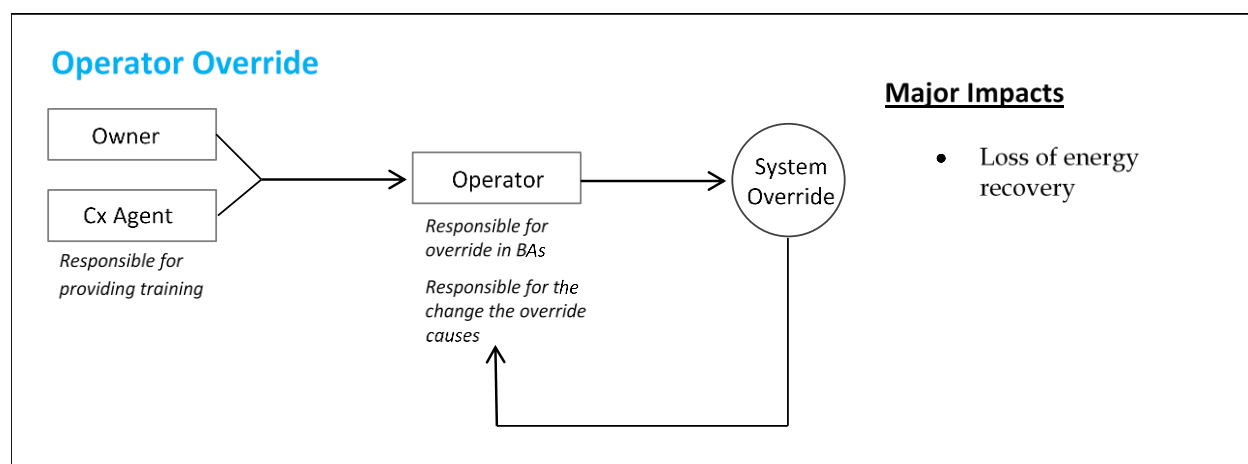 Operator Override
Owner
Cx Agent
Responsible for
providing training
Operator
Responsible for
override in BAs
Responsible for the
change the override
causes
System
Override
Major Impacts
• Loss of energy
recovery